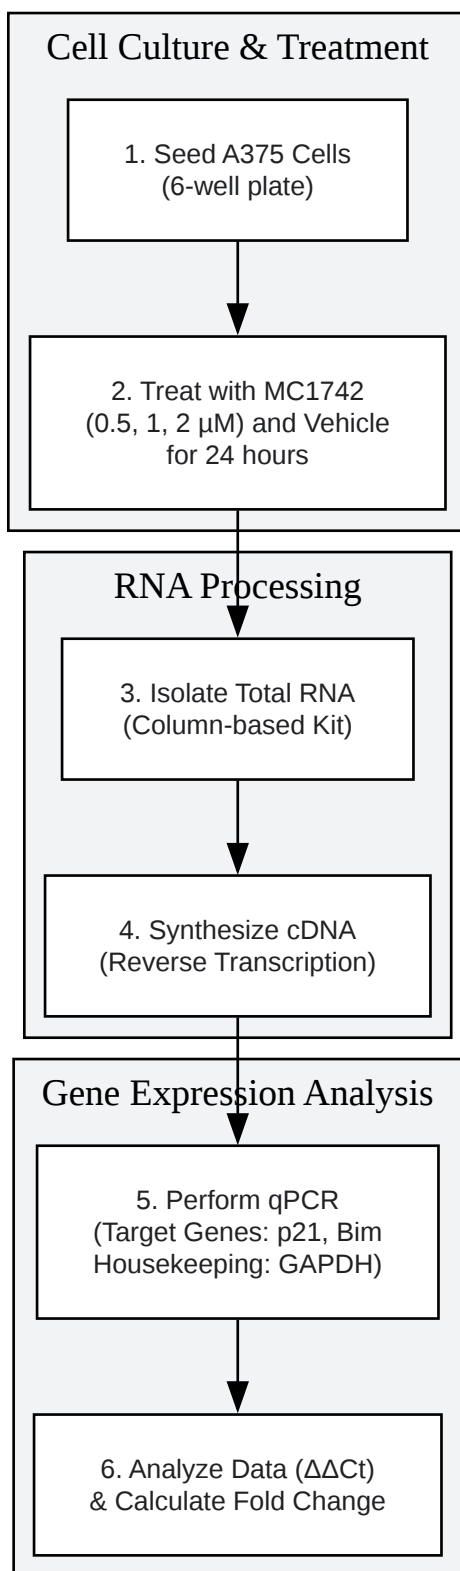 Cell Culture & Treatment
1. Seed A375 Cells
(6-well plate)
2. Treat with MC1742
(0.5, 1, 2 µM) and Vehicle
for 24 hours
RNA Processing
3. Isolate Total RNA
(Column-based Kit)
4. Synthesize cDNA
(Reverse Transcription)
Gene Expression Analysis
5. Perform qPCR
(Target Genes: p21, Bim
Housekeeping: GAPDH)
6. Analyze Data (ΔΔCt)
& Calculate Fold Change